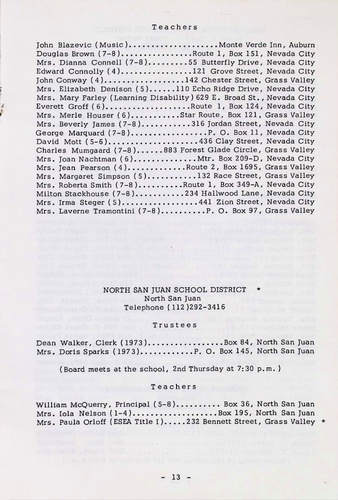 Teachers
John Blazevic (Music)....................Monte Verde Inn, Auburn
Douglas Brown (7-8)................Route 1, Box 151, Nevada City
Mrs. Dianna Connell (7-8).........55 Butterfly Drive, Nevada City
Edward Connolly (4)................121 Grove Street, Nevada City
John Conway (4)................142 Chester Street, Grass Valley
Mrs. Elizabeth Denison (5).....110 Echo Ridge Drive, Nevada City
Mrs. Mary Farley (Learning Disability) 629 E. Broad St., Nevada City
Everett Groff (6)..................Route 1, Box 124, Nevada City
Mrs. Merle Houser (6)...........Star Route, Box 121, Grass Valley
Mrs. Beverly James (7-8)..........316 Jordan Street, Nevada City
George Marquard (7-8)................P. O. Box 11, Nevada City
David Mott (5-6)..................436 Clay Street, Nevada City
Charles Mumgaard (7-8)......883 Forest Glade Circle, Grass Valley
Mrs. Joan Nachtman (6)............Mtr. Box 209-D, Nevada City
Mrs. Jean Pearson (4)..............Route 2, Box 1695, Grass Valley
Mrs. Margaret Simpson (5)..........132 Race Street, Grass Valley
Mrs. Roberta Smith (7-8).........Route 1, Box 349-A, Nevada City
Milton Stackhouse (7-8)..........234 Hallwood Lane, Nevada City
Mrs. Irma Steger (5)................441 Zion Street, Nevada City
Mrs. Laverne Tramontini (7-8).........P. O. Box 97, Grass Valley
NORTH SAN JUAN SCHOOL DISTRICT *
North San Juan
Telephone (112)292-3416
Trustees
Dean Walker, Clerk (1973)................Box 84, North San Juan
Mrs. Doris Sparks (1973)...........P. O. Box 145, North San Juan
(Board meets at the school, 2nd Thursday at 7:30 p.m.)
Teachers
William McQuerry, Principal (5-8)..........Box 36, North San Juan
Mrs. Iola Nelson (1-4)..................Box 195, North San Juan
Mrs. Paula Orloff (ESEA Title I).....232 Bennett Street, Grass Valley *
- 13 -